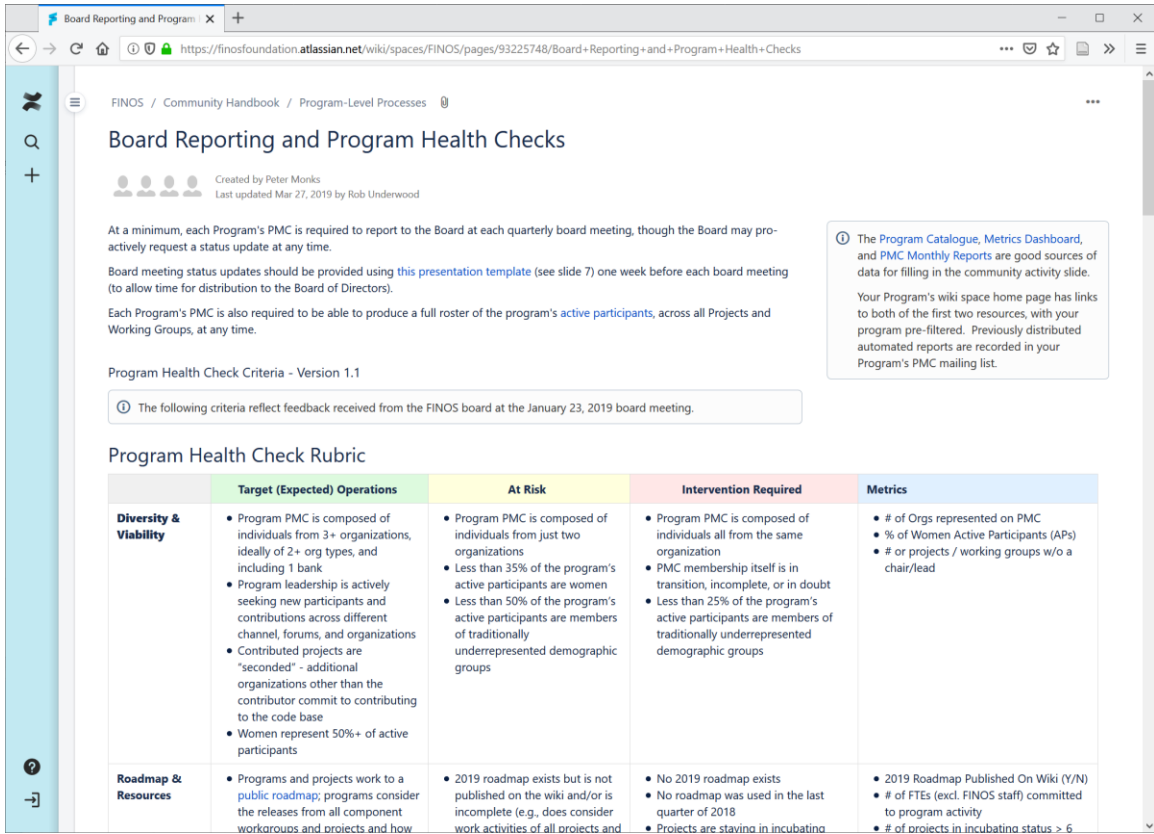 Board Reporting and Program
https://finosfoundation.atlassian.net/wiki/spaces/FINOS/pages/93225748/Board+Reporting+and+Program+Health+Checks
FINOS / Community Handbook / Program-Level Processes
Board Reporting and Program Health Checks
Created by Peter Monks
Last updated Mar 27, 2019 by Rob Underwood
At a minimum, each Program's PMC is required to report to the Board at each quarterly board meeting, though the Board may pro-
actively request a status update at any time.
Board meeting status updates should be provided using this presentation template (see slide 7) one week before each board meeting
(to allow time for distribution to the Board of Directors).
Each Program's PMC is also required to be able to produce a full roster of the program's active participants, across all Projects and
Working Groups, at any time.
The Program Catalogue, Metrics Dashboard,
and PMC Monthly Reports are good sources of
data for filling in the community activity slide.
Your Program's wiki space home page has links
to both of the first two resources, with your
program pre-filtered. Previously distributed
automated reports are recorded in your
Program's PMC mailing list.
Program Health Check Criteria - Version 1.1
The following criteria reflect feedback received from the FINOS board at the January 23, 2019 board meeting.
Program Health Check Rubric
Target (Expected) Operations
At Risk
Intervention Required
Metrics
Diversity &
Viability
• Program PMC is composed of
individuals from 3+ organizations,
ideally of 2+ org types, and
including 1 bank
• Program leadership is actively
seeking new participants and
contributions across different
channel, forums, and organizations
• Contributed projects are
"seconded" - additional
organizations other than the
contributor commit to contributing
to the code base
• Women represent 50%+ of active
participants
• Program PMC is composed of
individuals from just two
organizations
• Less than 35% of the program's
active participants are women
• Less than 50% of the program's
active participants are members
of traditionally
underrepresented demographic
groups
• Program PMC is composed of
individuals all from the same
organization
• PMC membership itself is in
transition, incomplete, or in doubt
• Less than 25% of the program's
active participants are members of
traditionally underrepresented
demographic groups
• # of Orgs represented on PMC
• % of Women Active Participants (APs)
• # or projects / working groups w/o a
chair/lead
Roadmap &
Resources
• Programs and projects work to a
public roadmap; programs consider
the releases from all component
workgroups and projects and how
• 2019 roadmap exists but is not
published on the wiki and/or is
incomplete (e.g., does consider
work activities of all projects and
• No 2019 roadmap exists
• No roadmap was used in the last
quarter of 2018
• Projects are staying in incubating
• 2019 Roadmap Published On Wiki (Y/N)
• # of FTEs (excl. FINOS staff) committed
to program activity
• # of projects in incubating status > 6